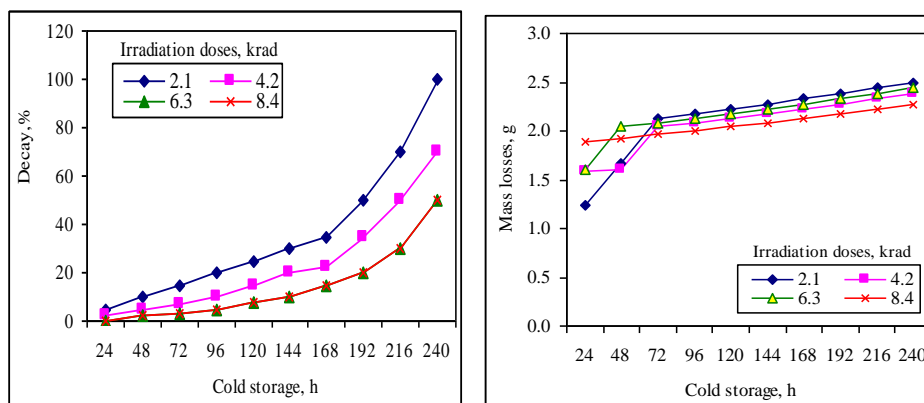 Irradiation doses, krad
2.1 4.2
6.3 8.4
Decay, %
120
100
80
60
40
20
0
24 48 72 96 120 144 168 192 216 240
Cold storage, h
Mass losses, g
3.0
2.5
2.0
1.5
1.0
0.5
0.0
Irradiation doses, krad
2.1 4.2
6.3 8.4
24 48 72 96 120 144 168 192 216 240
Cold storage, h